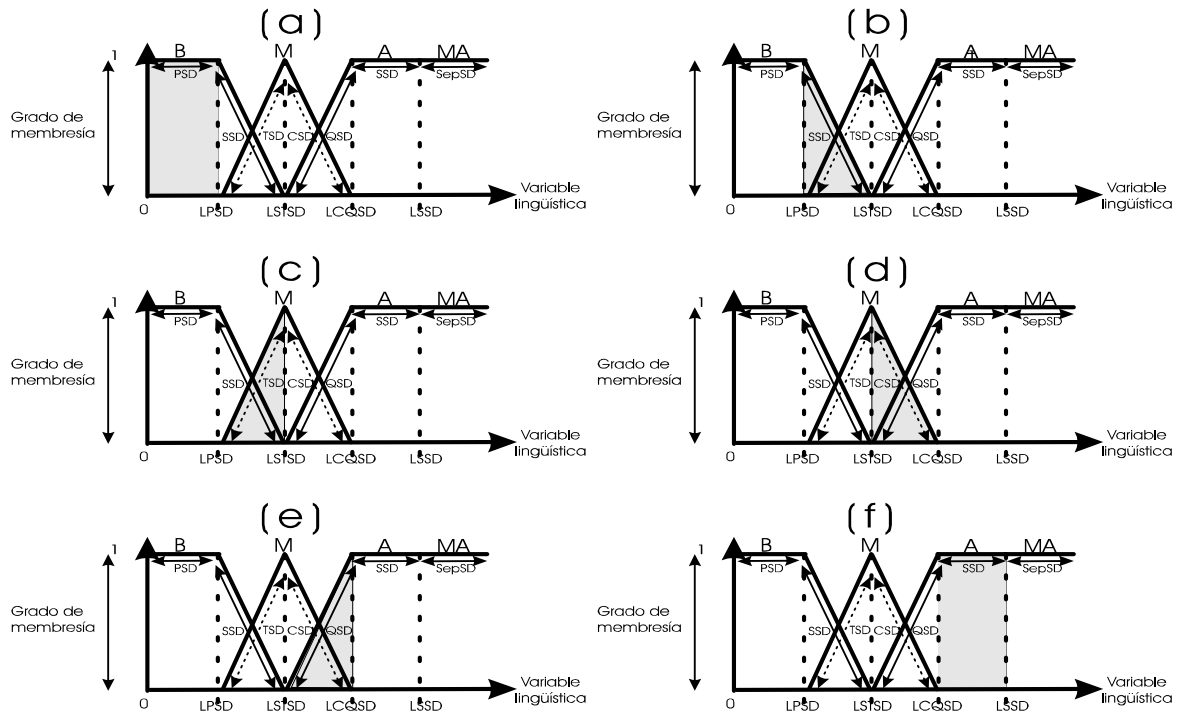 (a)
1 B M A MA
PSD SSD SepSD
Grado de
membresía
SSD TSD CSD QSD
Variable
lingüística
0 LPSD LSTSD LCQSD LSSD
(b)
1 B M A MA
PSD SSD SepSD
Grado de
membresía
SSD TSD CSD QSD
Variable
lingüística
0 LPSD LSTSD LCQSD LSSD
(c)
1 B M A MA
PSD SSD SepSD
Grado de
membresía
SSD TSD CSD QSD
Variable
lingüística
0 LPSD LSTSD LCQSD LSSD
(d)
1 B M A MA
PSD SSD SepSD
Grado de
membresía
SSD TSD CSD QSD
Variable
lingüística
0 LPSD LSTSD LCQSD LSSD
(e)
1 B M A MA
PSD SSD SepSD
Grado de
membresía
SSD TSD CSD QSD
Variable
lingüística
0 LPSD LSTSD LCQSD LSSD
(f)
1 B M A MA
PSD SSD SepSD
Grado de
membresía
SSD TSD CSD QSD
Variable
lingüística
0 LPSD LSTSD LCQSD LSSD